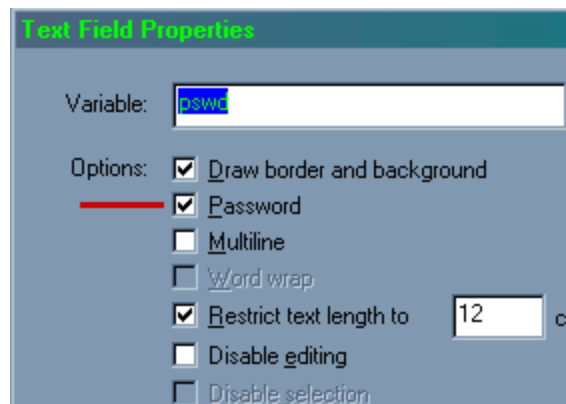 Text Field Properties
Variable: pswd
Options: Draw border and background
Password
Multiline
Word wrap
Restrict text length to 12 c
Disable editing
Disable selection